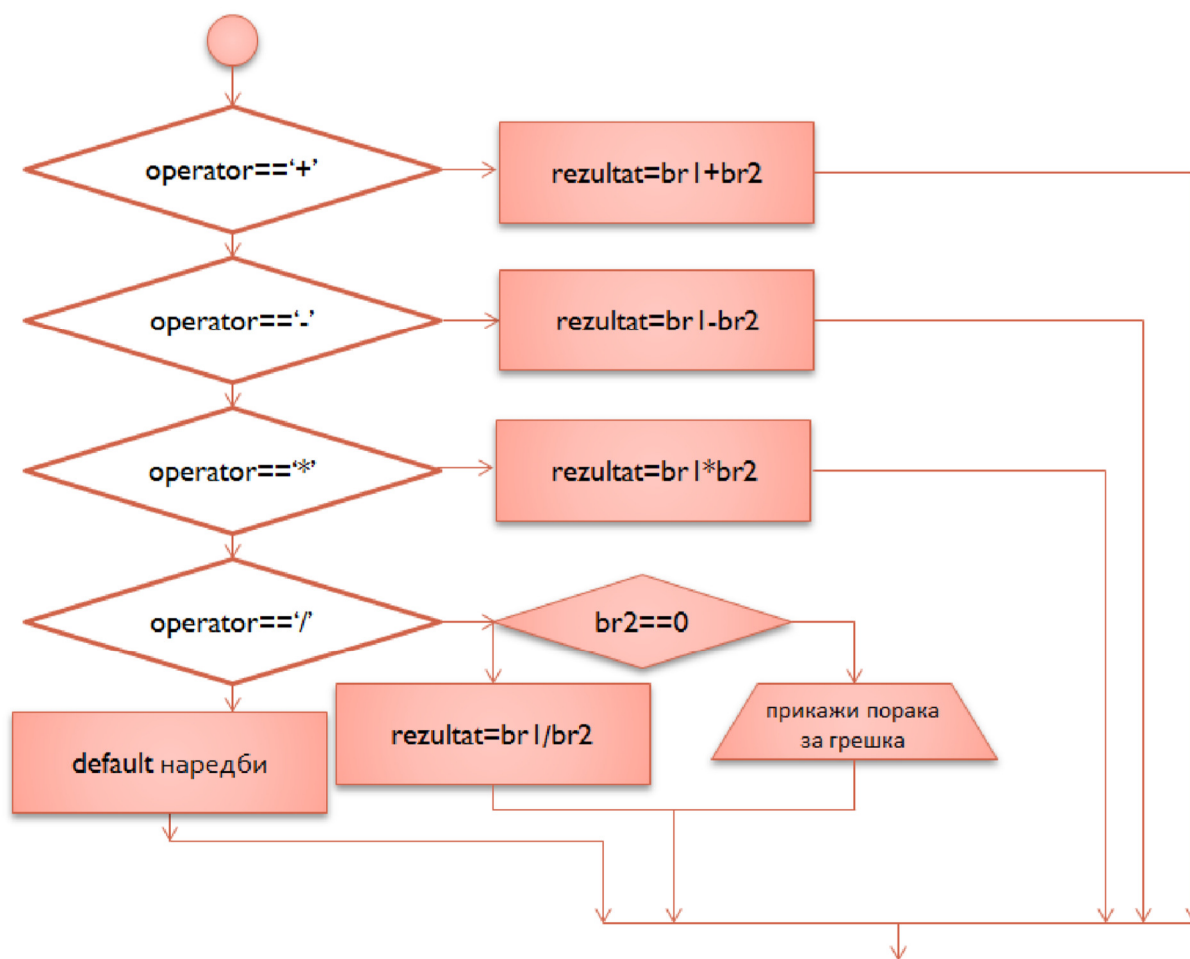 operator==‘+’
rezultat=br1+br2
operator==‘-’
rezultat=br1-br2
operator==‘*’
rezultat=br1*br2
operator==‘/’
br2==0
default наредби
rezultat=br1/br2
прикажи порака
за грешка